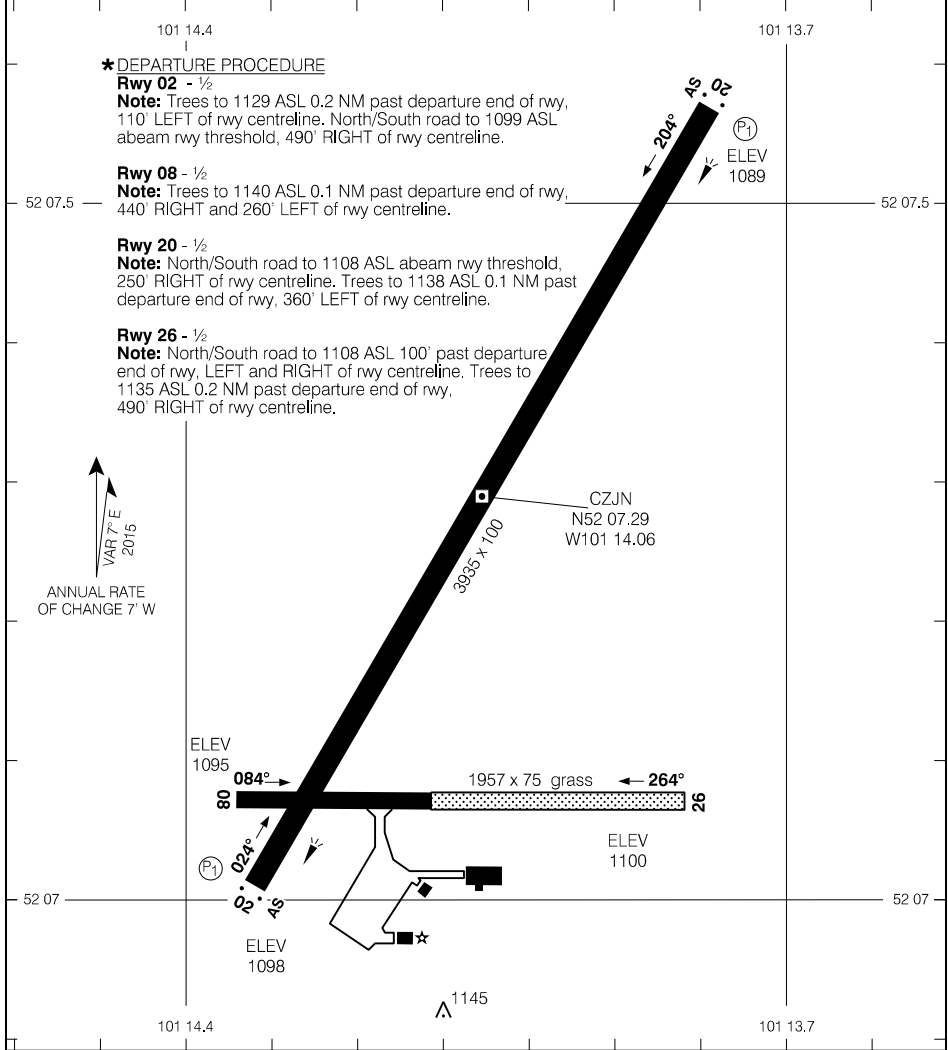 101 14.4
101 13.7
* DEPARTURE PROCEDURE
Rwy 02 - ½
Note: Trees to 1129 ASL 0.2 NM past departure end of rwy,
110' LEFT of rwy centreline. North/South road to 1099 ASL
abeam rwy threshold, 490' RIGHT of rwy centreline.
Rwy 08 - ½
Note: Trees to 1140 ASL 0.1 NM past departure end of rwy,
440' RIGHT and 260' LEFT of rwy centreline.
Rwy 20 - ½
Note: North/South road to 1108 ASL abeam rwy threshold,
250' RIGHT of rwy centreline. Trees to 1138 ASL 0.1 NM past
departure end of rwy, 360' LEFT of rwy centreline.
Rwy 26 - ½
Note: North/South road to 1108 ASL 100' past departure
end of rwy, LEFT and RIGHT of rwy centreline. Trees to
1135 ASL 0.2 NM past departure end of rwy,
490' RIGHT of rwy centreline.
AS
20
204°
P1
ELEV
1089
52 07.5
52 07.5
VAR 7° E
2015
ANNUAL RATE
OF CHANGE 7' W
CZJN
N52 07.29
W101 14.06
3935 x 100
ELEV
1095
084°
1957 x 75 grass
264°
08
26
024°
ELEV
1100
P1
02
AS
52 07
52 07
ELEV
1098
1145
101 14.4
101 13.7